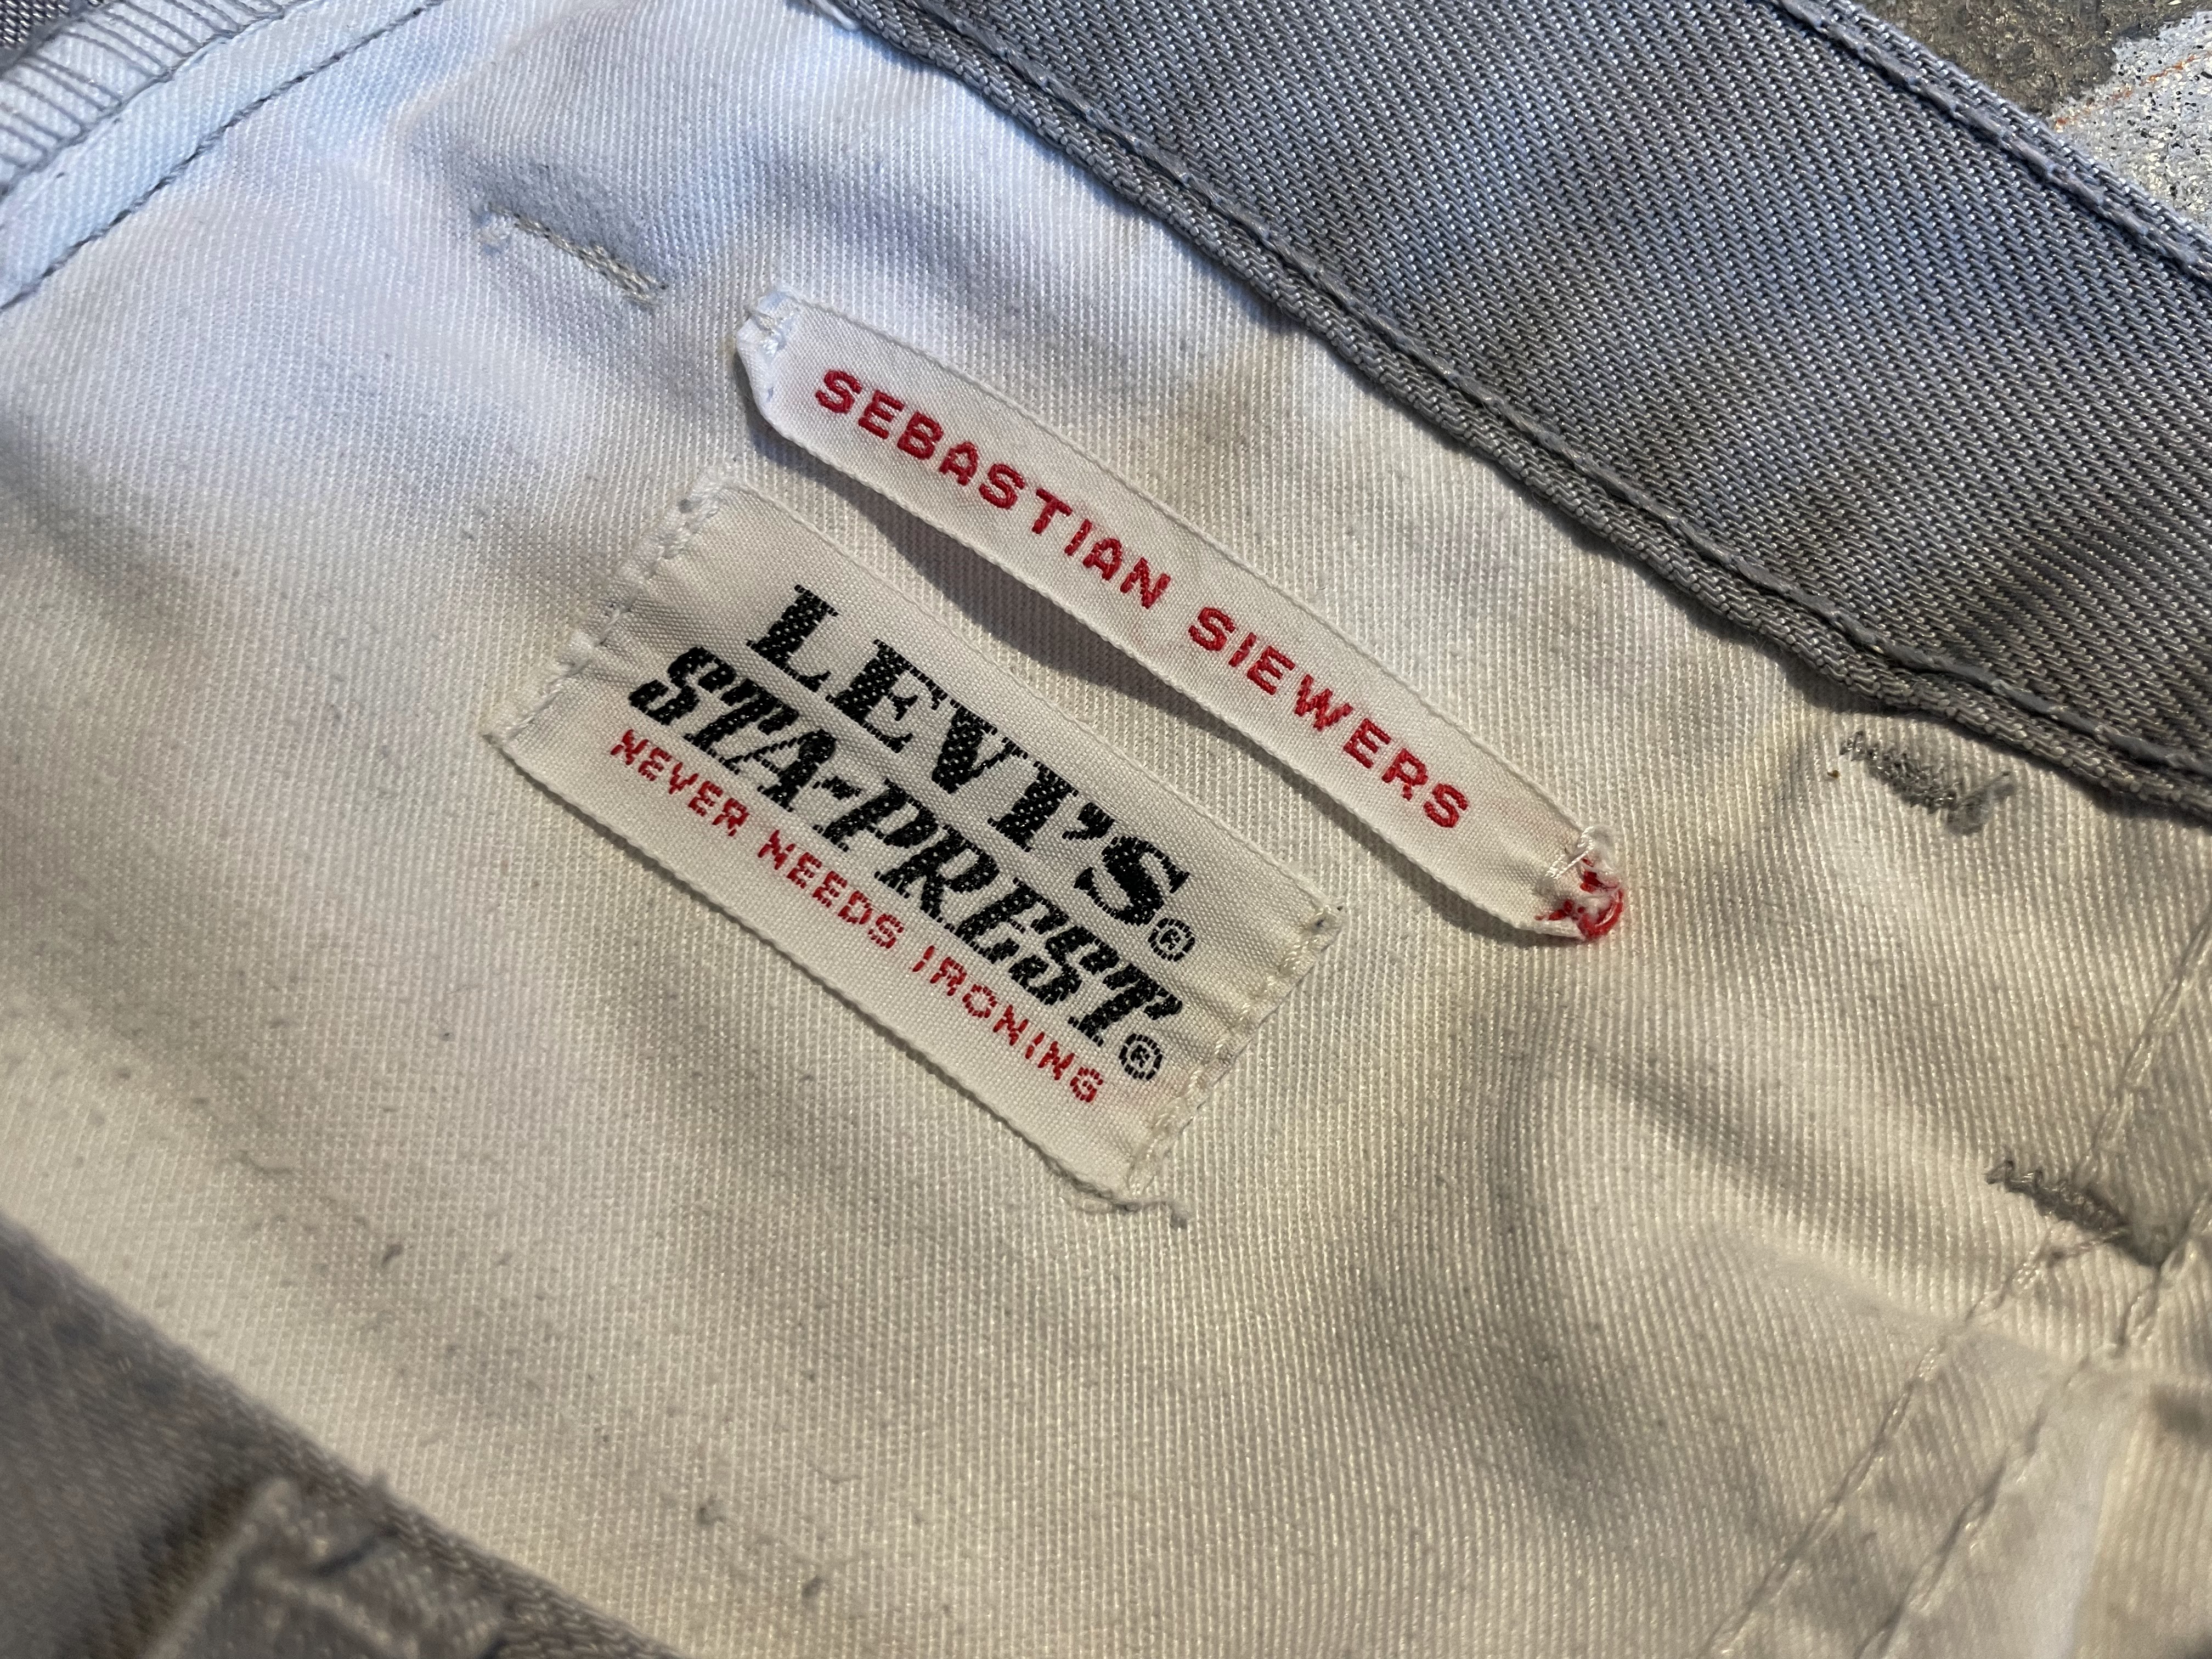 SEBASTIAN SIEWERS
LEVI'S®
STA-PREST®
NEVER NEEDS IRONING